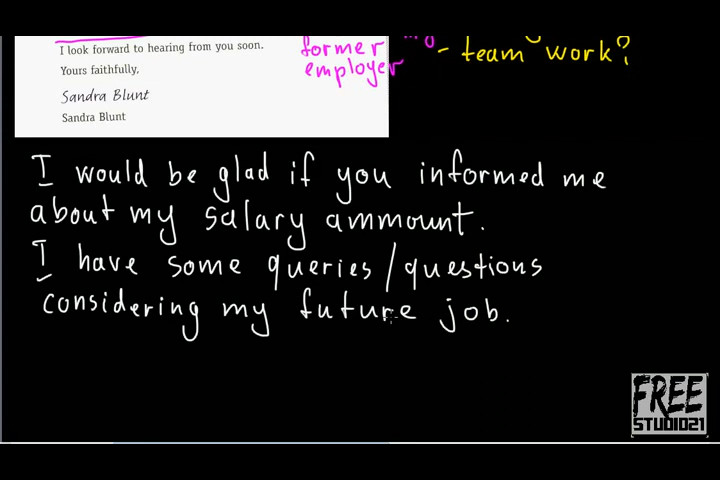 I look forward to hearing from you soon.
Yours faithfully,
Sandra Blunt
Sandra Blunt
former
employer
- team work?
I would be glad if you informed me
about my salary ammount.
I have some queries/questions
considering my future job.
FREE
STUDIO21